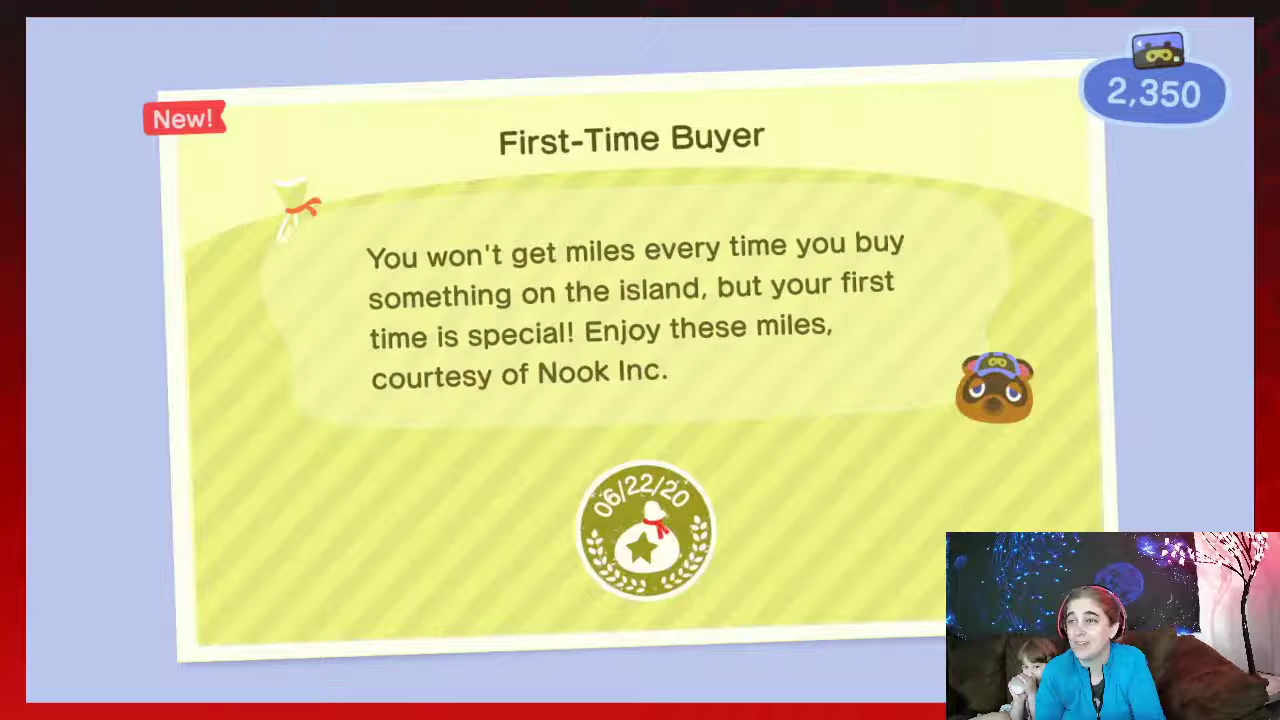 2,350
New!
First-Time Buyer
You won't get miles every time you buy
something on the island, but your first
time is special! Enjoy these miles,
courtesy of Nook Inc.
06/22/20